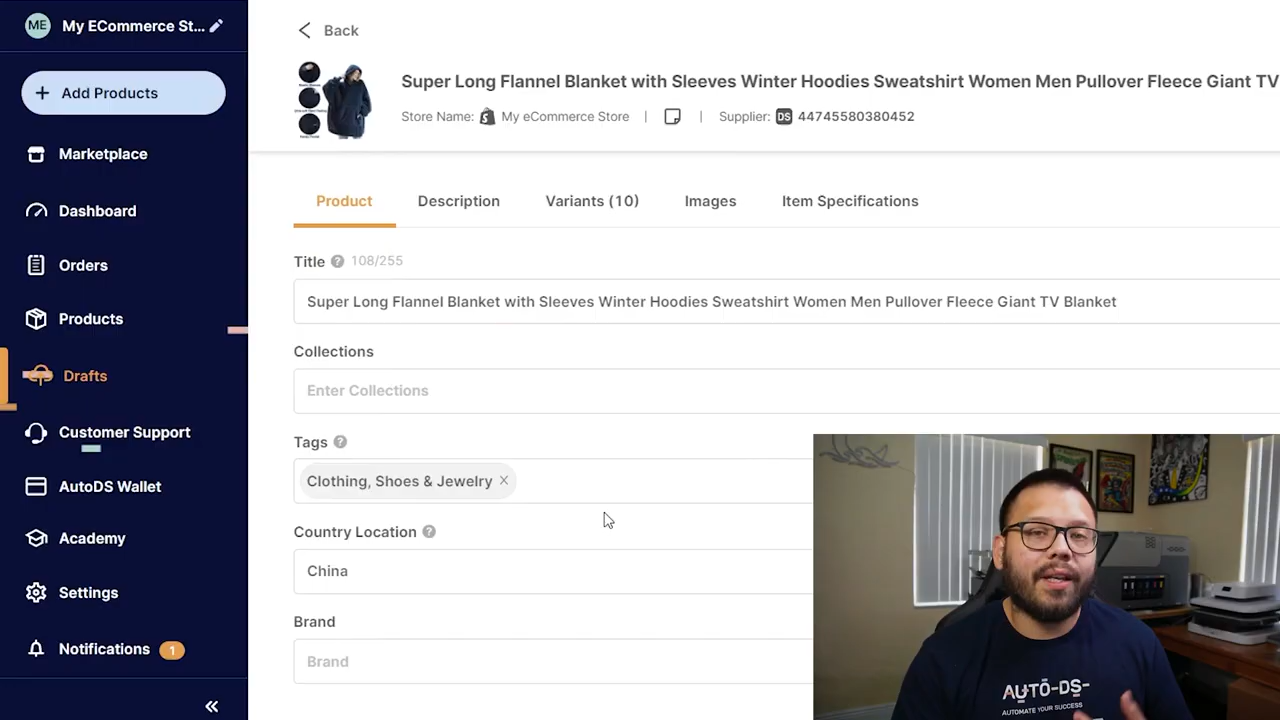 ME My ECommerce St...
+ Add Products
Marketplace
Dashboard
Orders
Products
Drafts
Customer Support
AutoDS Wallet
Academy
Settings
Notifications 1
Back
Super Long Flannel Blanket with Sleeves Winter Hoodies Sweatshirt Women Men Pullover Fleece Giant TV
Store Name: My eCommerce Store | | Supplier: DS 44745580380452
Product Description Variants (10) Images Item Specifications
Title ? 108/255
Super Long Flannel Blanket with Sleeves Winter Hoodies Sweatshirt Women Men Pullover Fleece Giant TV Blanket
Collections
Enter Collections
Tags ?
Clothing, Shoes & Jewelry ×
Country Location ?
China
Brand
Brand
AUTO-DS-
AUTOMATE YOUR SUCCESS